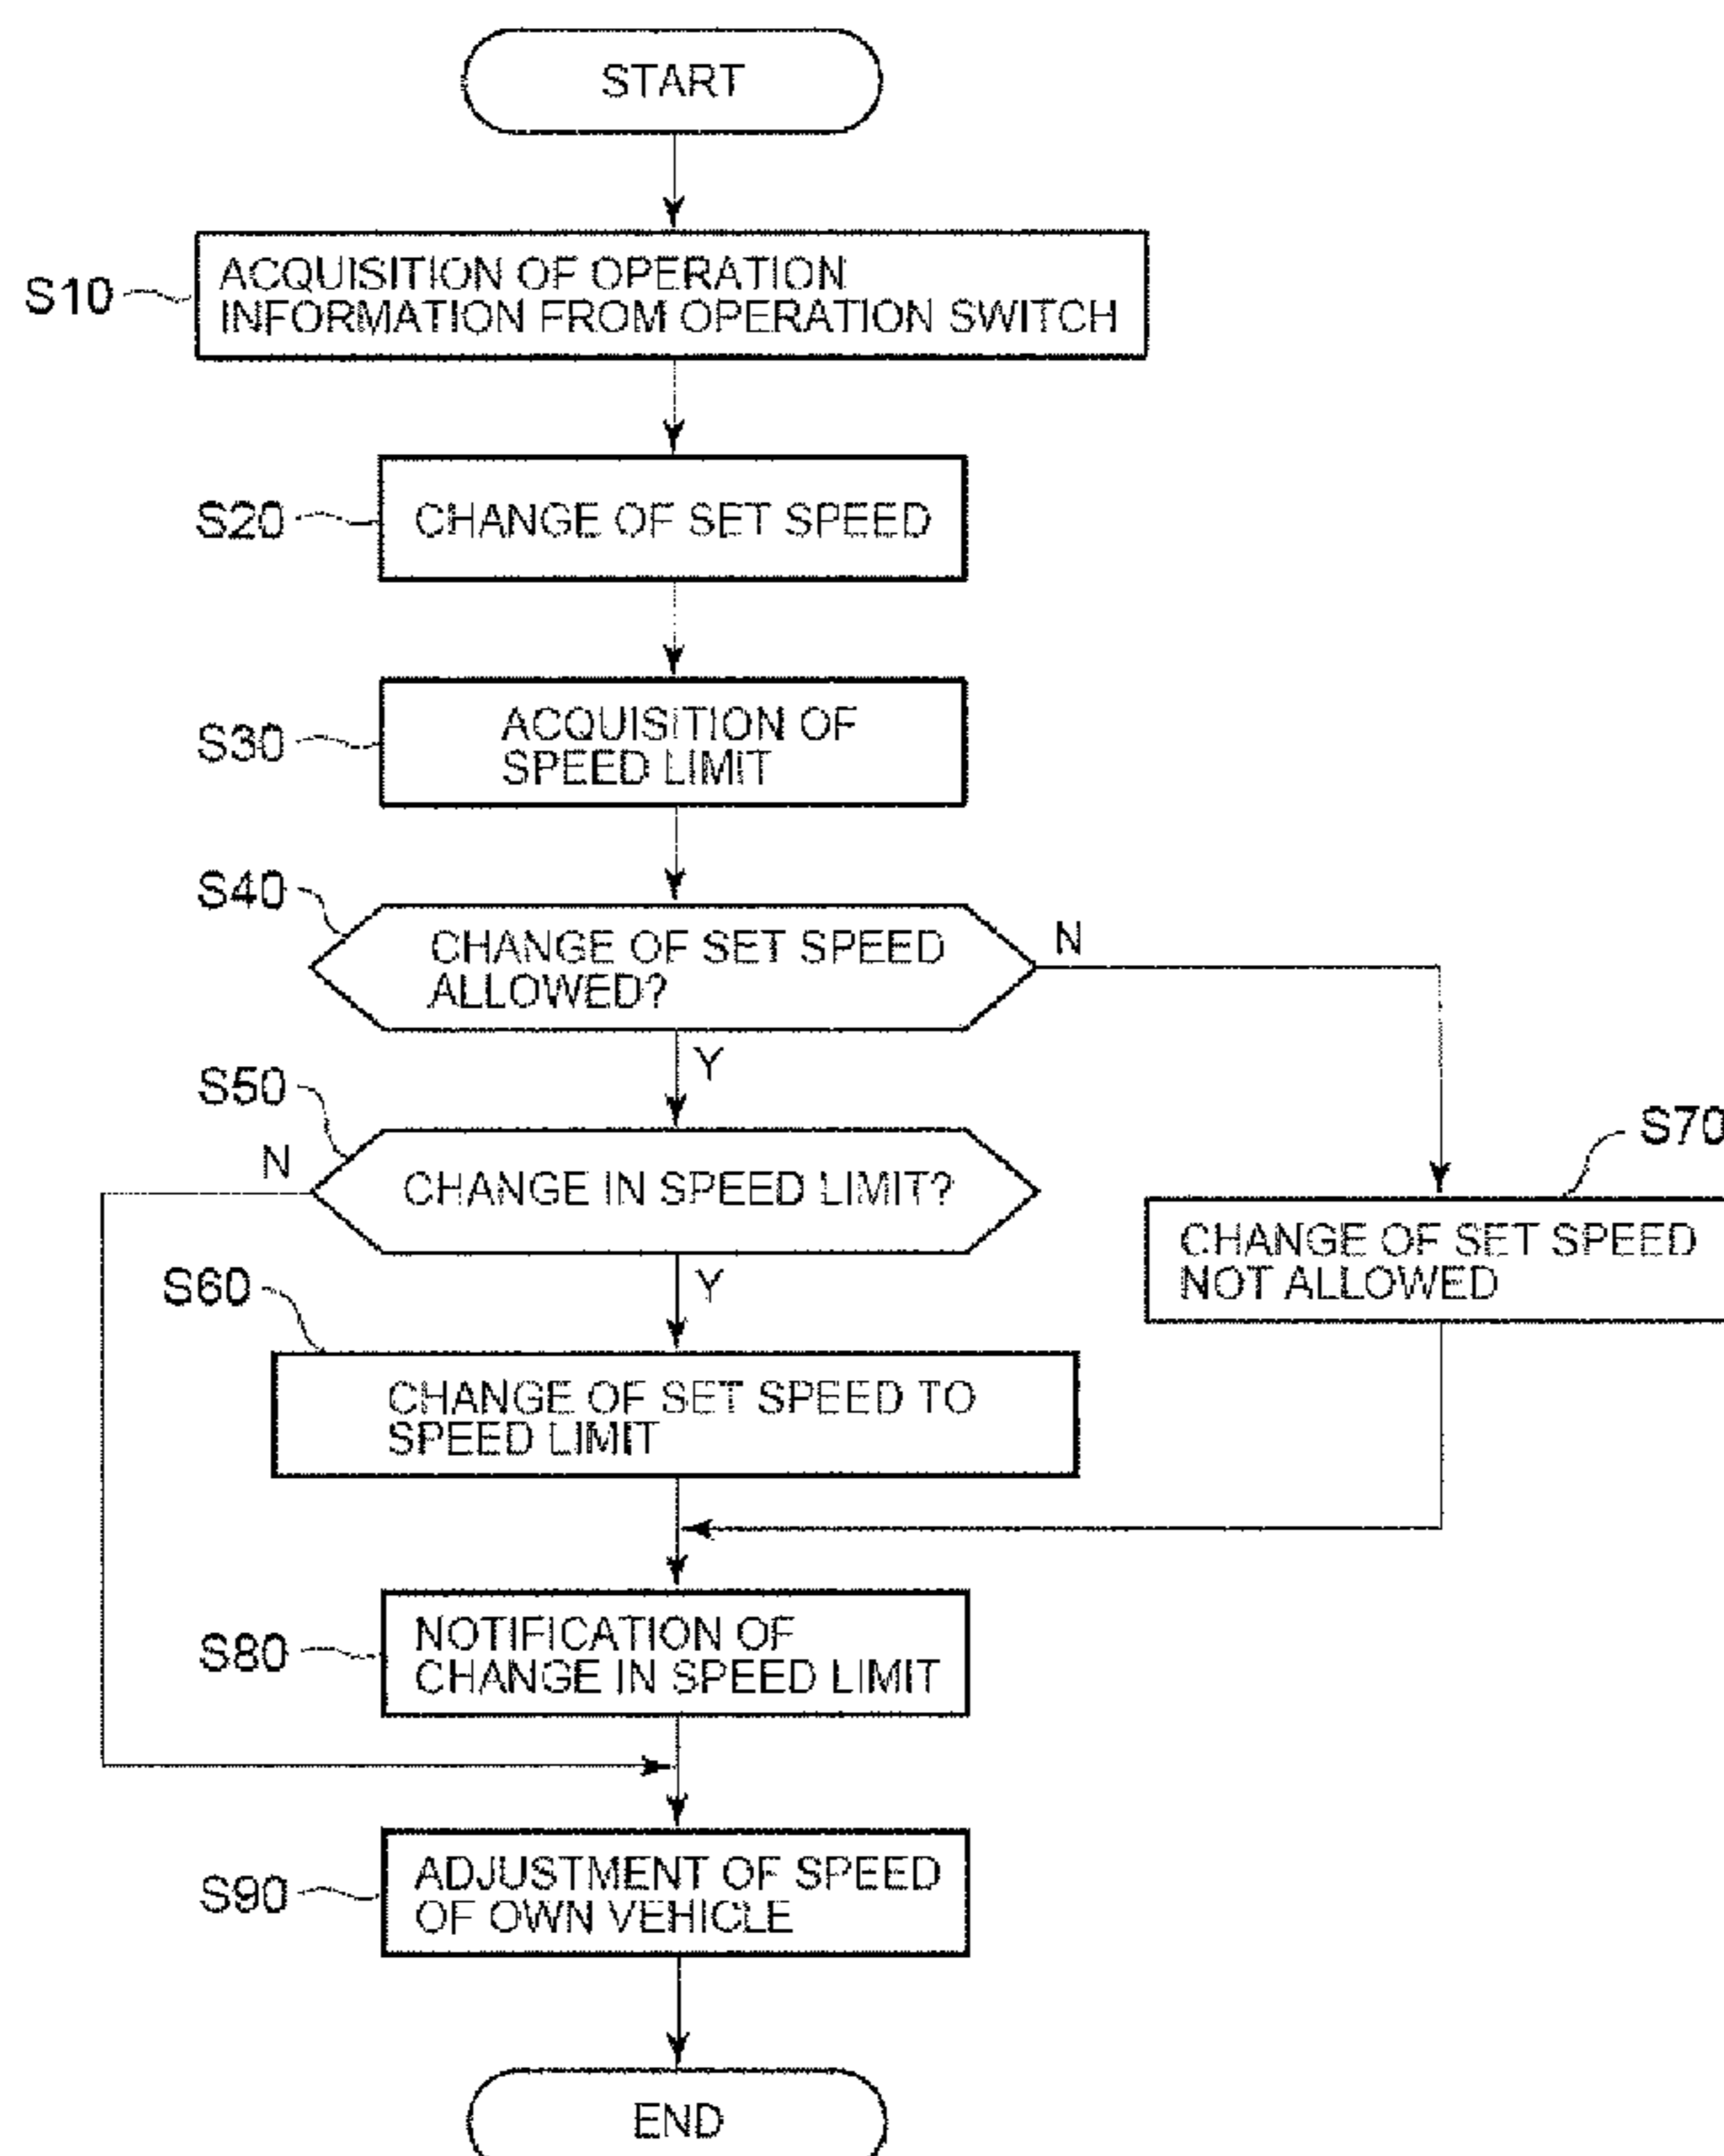 START
S10
ACQUISITION OF OPERATION
INFORMATION FROM OPERATION SWITCH
S20
CHANGE OF SET SPEED
S30
ACQUISITION OF
SPEED LIMIT
S40
CHANGE OF SET SPEED
ALLOWED?
N
Y
S50
N
CHANGE IN SPEED LIMIT?
Y
S70
CHANGE OF SET SPEED
NOT ALLOWED
S60
CHANGE OF SET SPEED TO
SPEED LIMIT
S80
NOTIFICATION OF
CHANGE IN SPEED LIMIT
S90
ADJUSTMENT OF SPEED
OF OWN VEHICLE
END